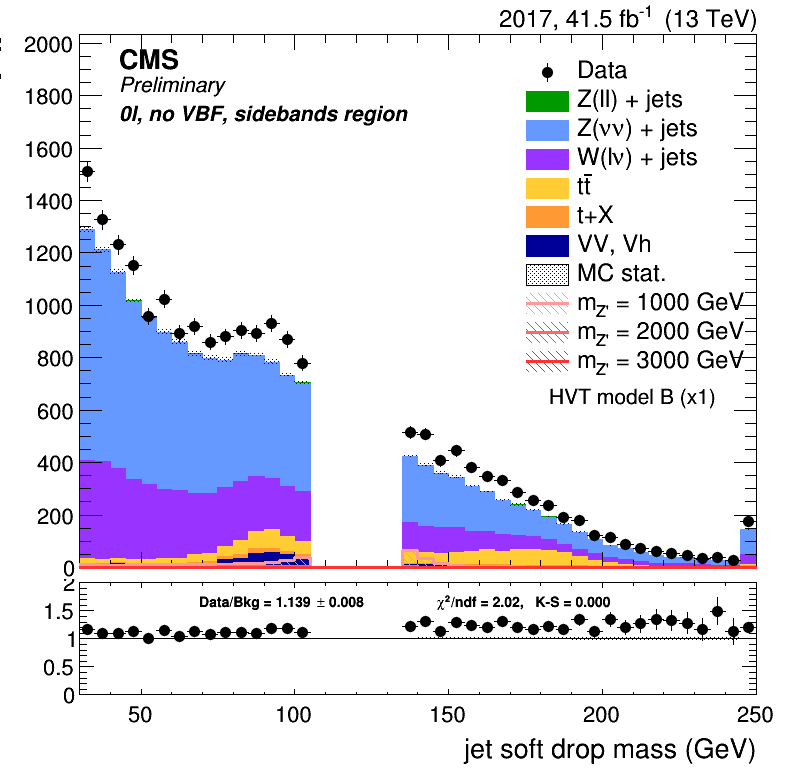 2017, 41.5 fb⁻¹ (13 TeV)
CMS
Preliminary
0l, no VBF, sidebands region
Data
Z(ll) + jets
Z(νν) + jets
W(lν) + jets
tt̄
t+X
VV, Vh
MC stat.
m_Z' = 1000 GeV
m_Z' = 2000 GeV
m_Z' = 3000 GeV
HVT model B (x1)
2000
1800
1600
1400
1200
1000
800
600
400
200
0
Data/Bkg = 1.139 ± 0.008
χ²/ndf = 2.02, K-S = 0.000
2
1.5
1
0.5
0
50 100 150 200 250
jet soft drop mass (GeV)